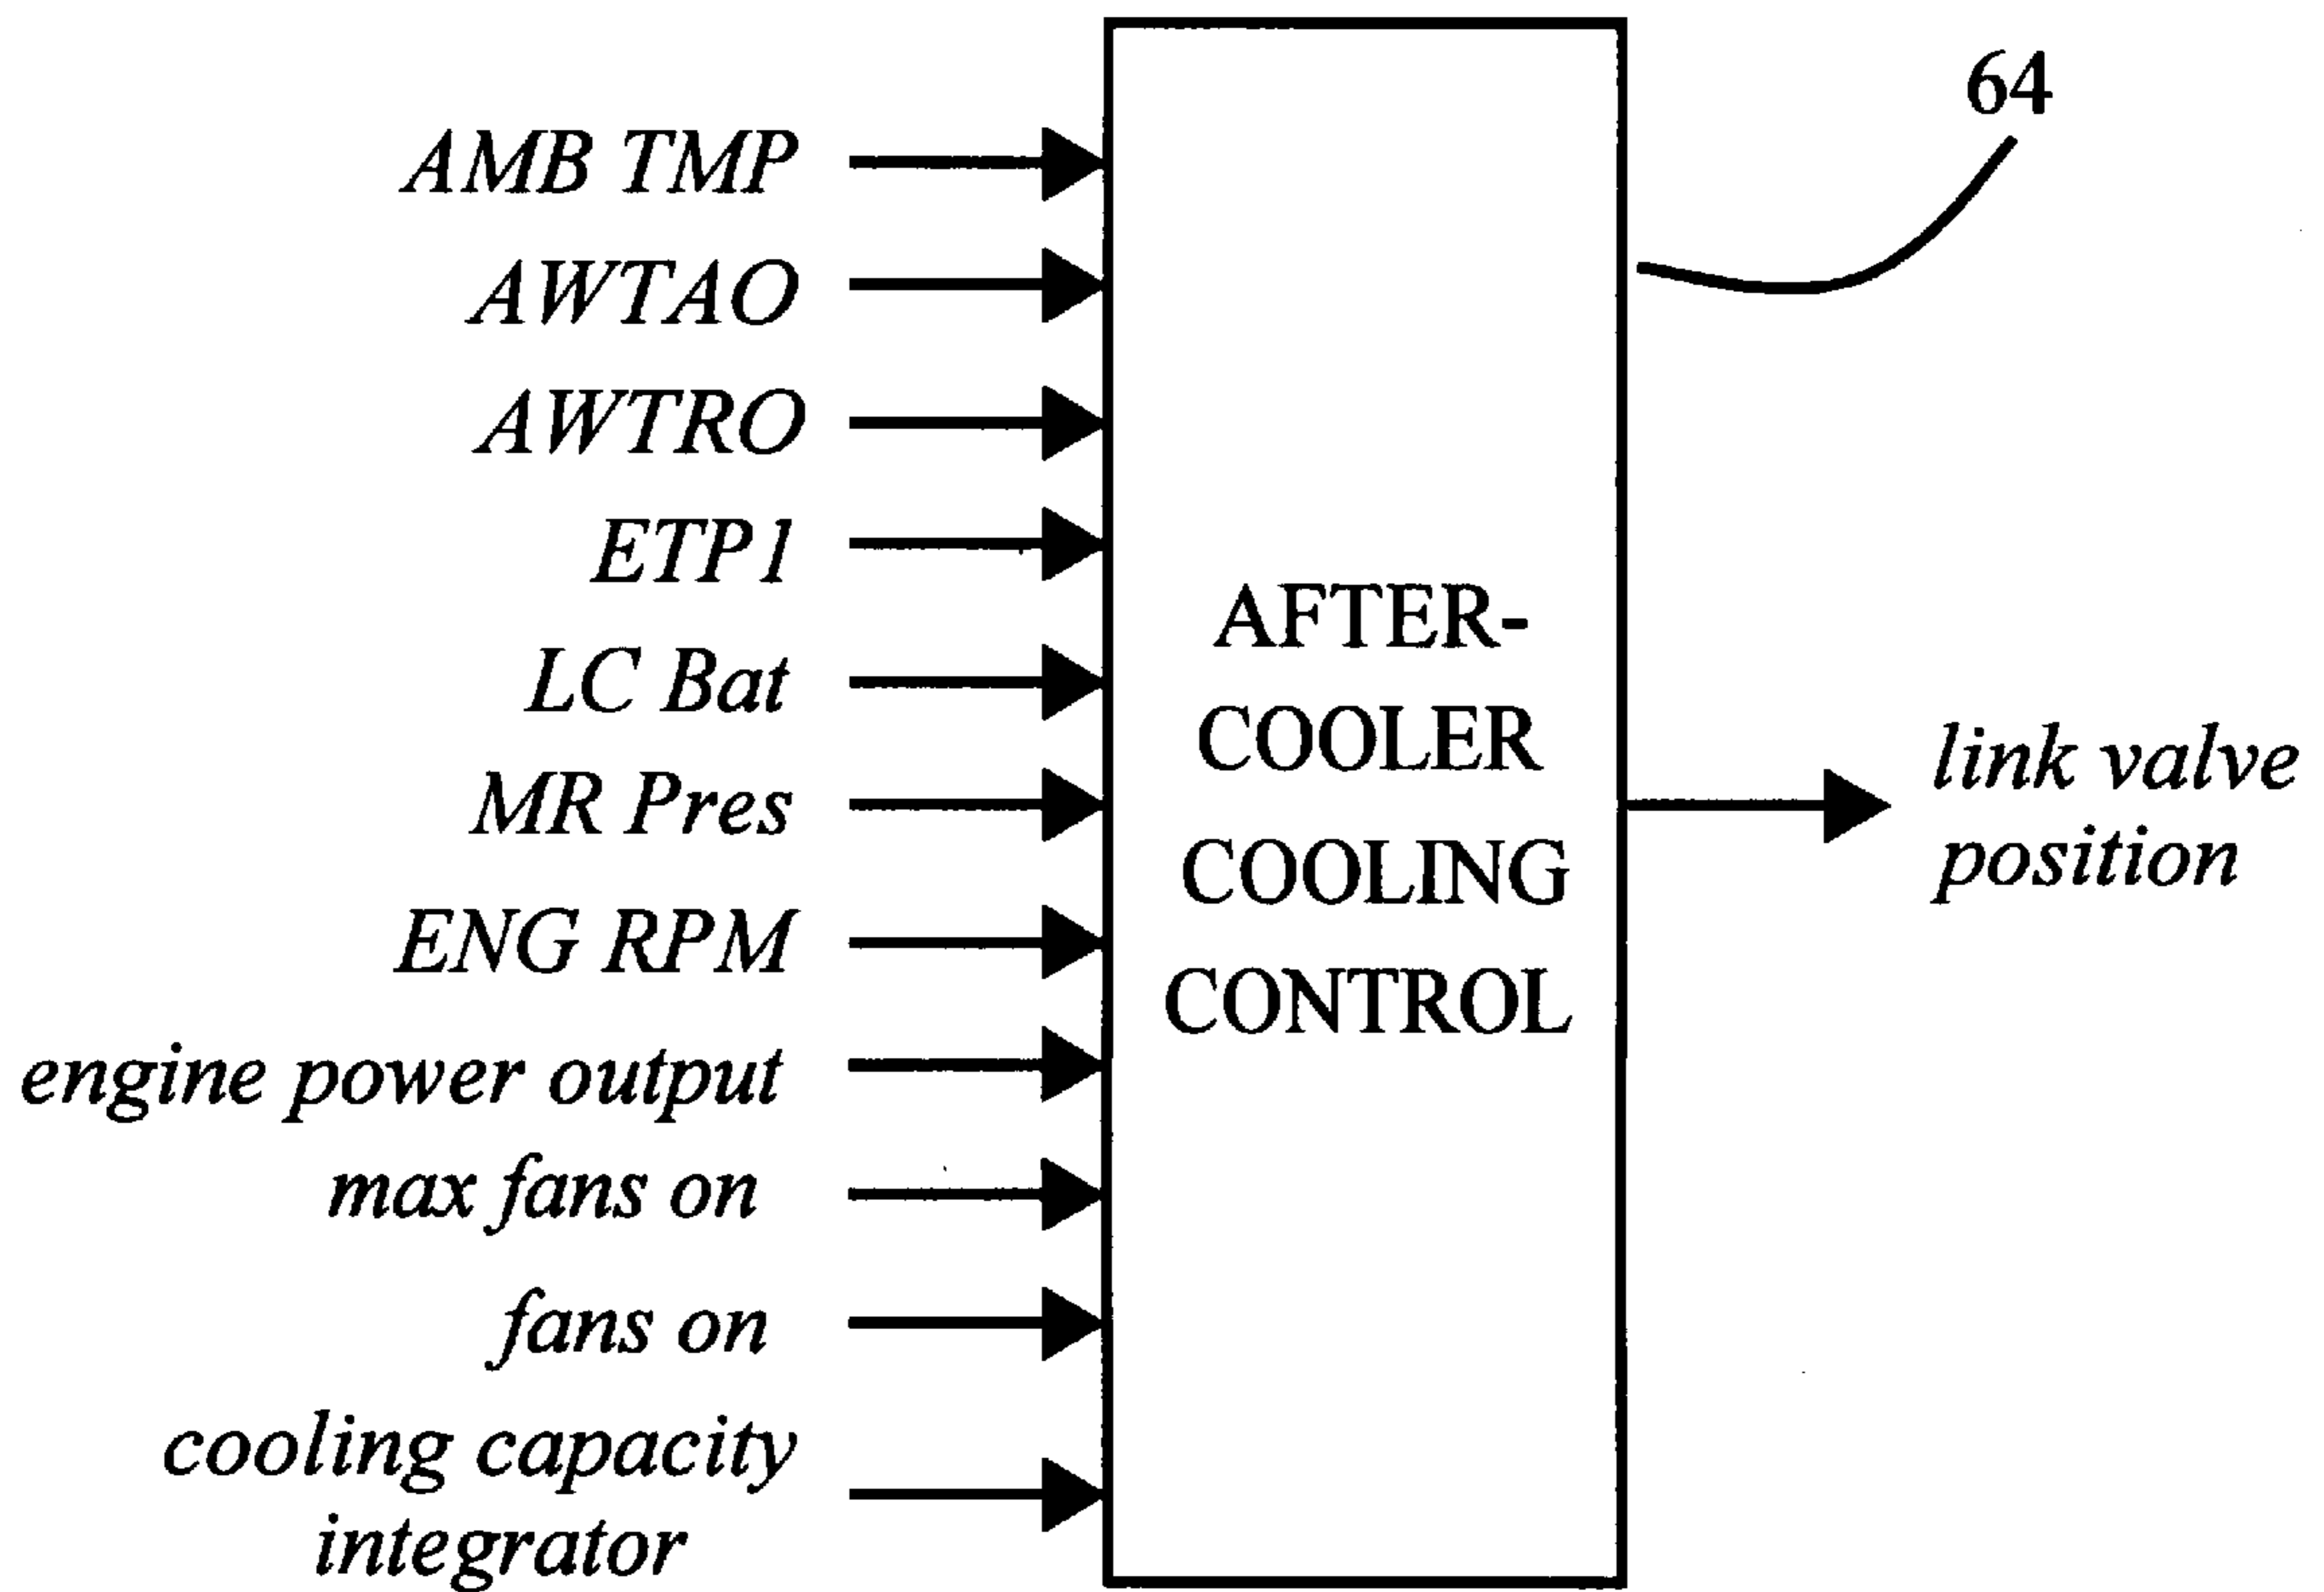 AMB TMP
AWTAO
AWTRO
ETP1
LC Bat
MR Pres
ENG RPM
engine power output
max fans on
fans on
cooling capacity
integrator
AFTER-
COOLER
COOLING
CONTROL
64
link valve
position